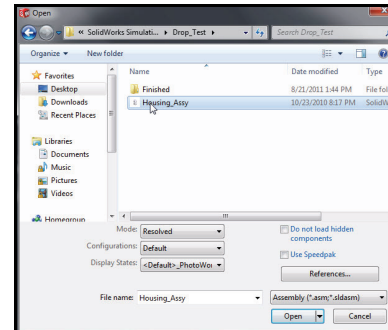 Open
« SolidWorks Simulati... ▸ Drop_Test ▸
Search Drop_Test
Organize ▾ New folder
Name Date modified Type
Favorites
Desktop
Downloads
Recent Places
Libraries
Documents
Music
Pictures
Videos
Homegroup
Finished 8/21/2011 1:44 PM File fol
Housing_Assy 10/23/2010 8:17 PM SolidW
Mode: Resolved
Configurations: Default
Display States: <Default>_PhotoWor
Do not load hidden
components
Use Speedpak
References...
File name: Housing_Assy
Assembly (*.asm;*.sldasm)
Open Cancel